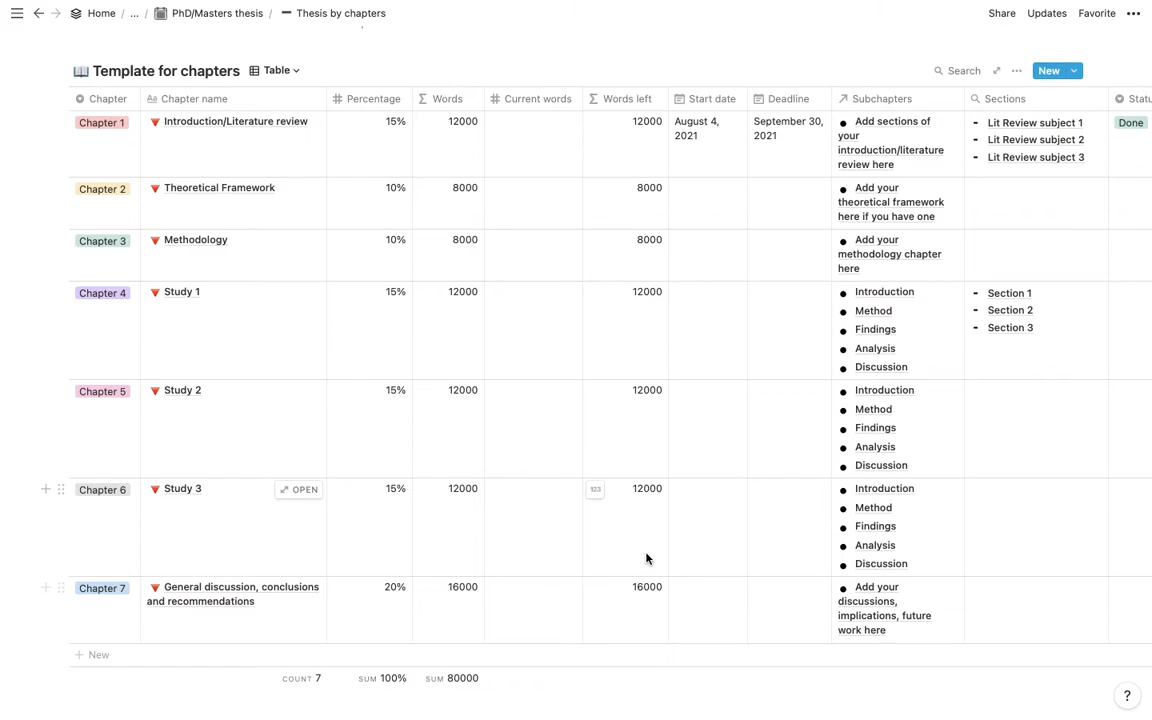 Home / ... / PhD/Masters thesis / Thesis by chapters
Share Updates Favorite
Template for chapters Table
Search New
Chapter Chapter name Percentage Words Current words Words left Start date Deadline Subchapters Sections Statu
Chapter 1 Introduction/Literature review 15% 12000 12000 August 4, 2021 September 30, 2021
Add sections of
your
introduction/literature
review here
- Lit Review subject 1
- Lit Review subject 2
- Lit Review subject 3
Done
Chapter 2 Theoretical Framework 10% 8000 8000
Add your
theoretical framework
here if you have one
Chapter 3 Methodology 10% 8000 8000
Add your
methodology chapter
here
Chapter 4 Study 1 15% 12000 12000
Introduction
Method
Findings
Analysis
Discussion
- Section 1
- Section 2
- Section 3
Chapter 5 Study 2 15% 12000 12000
Introduction
Method
Findings
Analysis
Discussion
Chapter 6 Study 3 OPEN 15% 12000 123 12000
Introduction
Method
Findings
Analysis
Discussion
Chapter 7 General discussion, conclusions
and recommendations
20% 16000 16000
Add your
discussions,
implications, future
work here
+ New
COUNT 7 SUM 100% SUM 80000
?